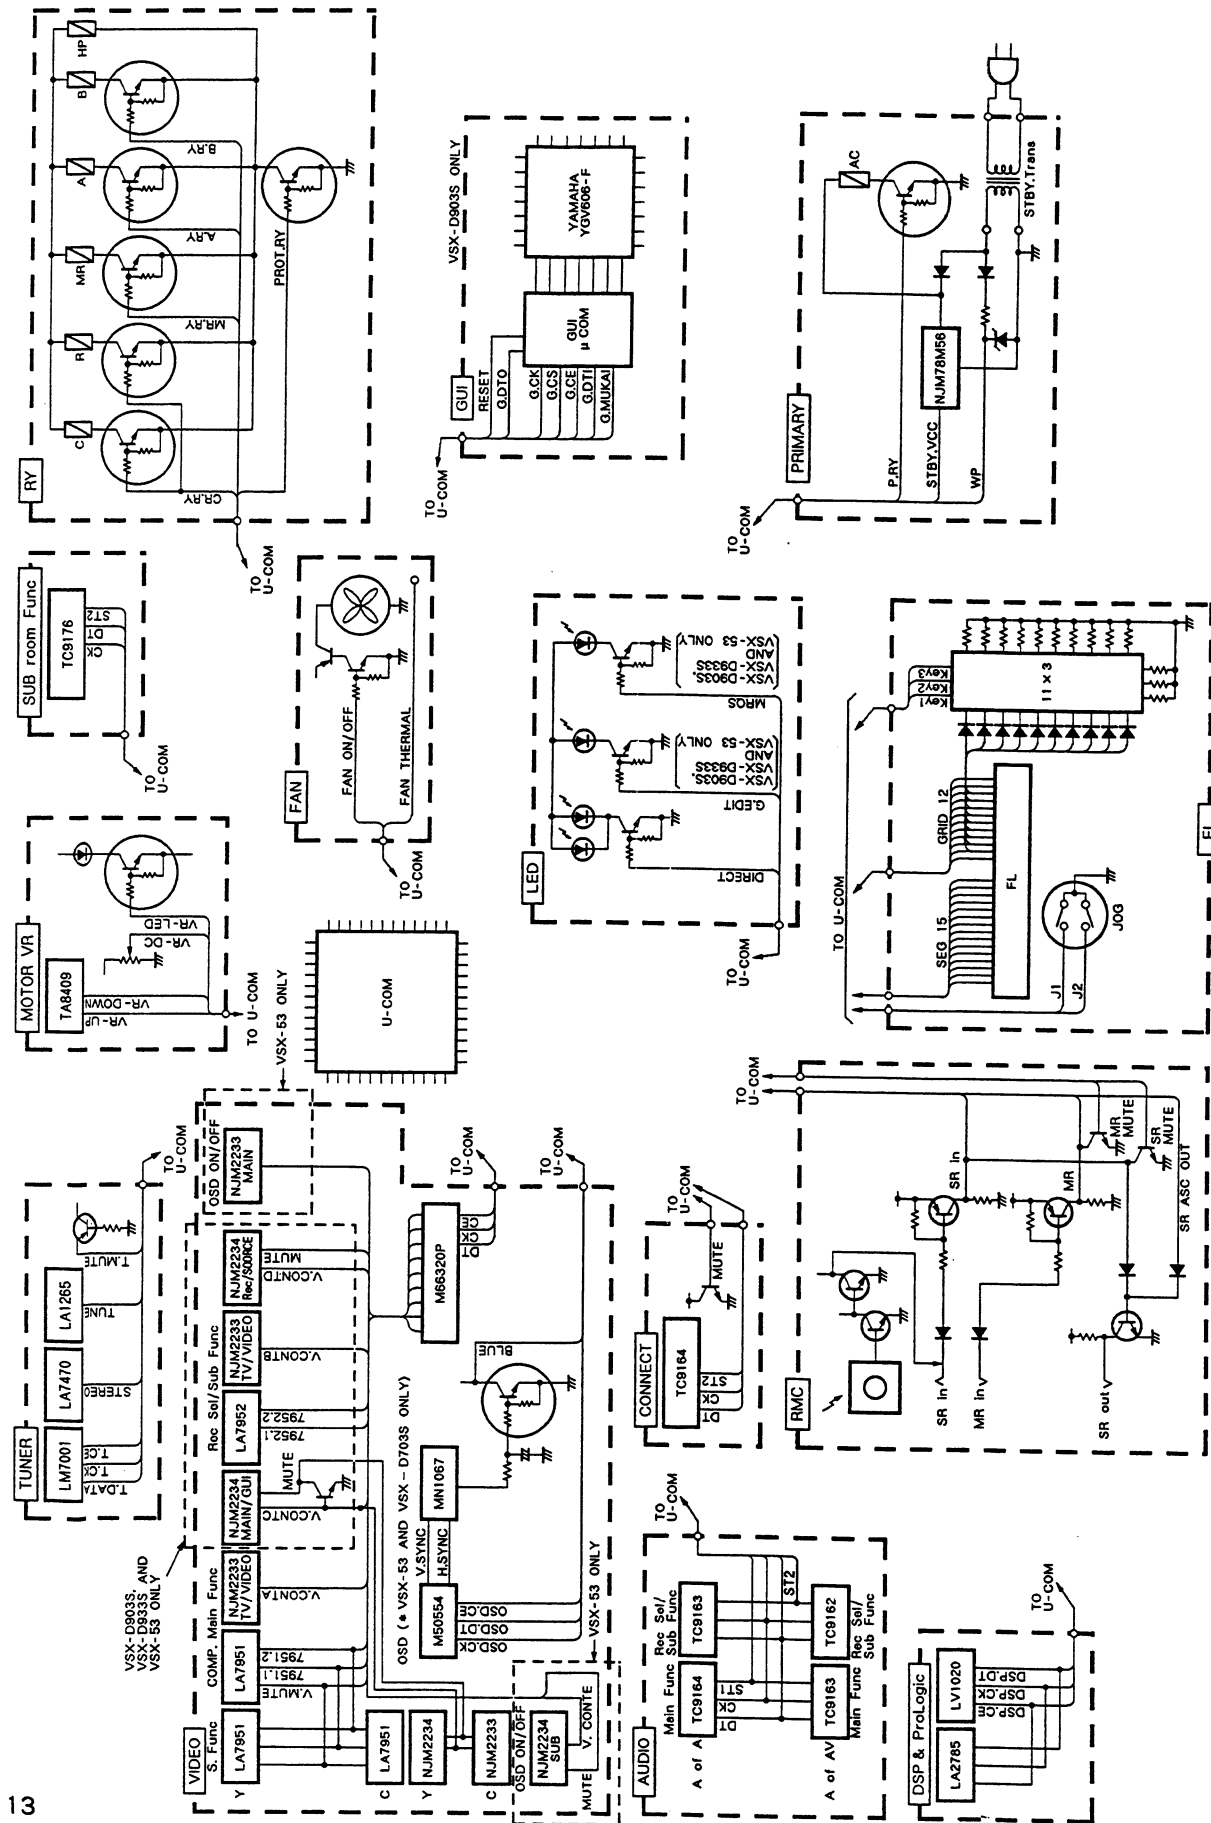 13
TUNER
LM7001
T.DATA
T.CK
T.CE
LA7470
STEREO
LA1265
TUNE
T.MUTE
TO
U-COM
VSX-D903S,
VSX-D933S, AND
VSX-53 ONLY
VIDEO
S. Func
Y
LA7951
COMP. Main Func
LA7951
V.MUTE
7951.1
7951.2
NJM2233
TV/VIDEO
V.CONTA
NJM2234
MAIN/GUI
V.CONTC
MUTE
Rec Sel/Sub Func
LA7952
7952.1
7952.2
NJM2233
TV/VIDEO
V.CONTB
NJM2234
Rec/SOORCE
V.CONTD
MUTE
OSD ON/OFF
NJM2233
MAIN
VSX-53 ONLY
C
LA7951
Y
NJM2234
C
NJM2233
OSD ON/OFF
NJM2234
SUB
MUTE
V. CONTE
VSX-53 ONLY
M66320P
DT
CK
CE
TO
U-COM
TO
U-COM
OSD (* VSX-53 AND VSX-D703S ONLY)
M50554
OSD.CK
OSD.DT
OSD.CE
V.SYNC
H.SYNC
MN1067
BLUE
AUDIO
A of A
Main Func
TC9164
DT
CK
ST1
Rec Sel/
Sub Func
TC9163
ST2
A of AV
TC9163
Main Func
TC9162
Rec Sel/
Sub Func
TO
U-COM
DSP & ProLogic
LA2785
LV1020
DSP.CE
DSP.CK
DSP.DT
TO
U-COM
CONNECT
TC9164
DT
CK
ST2
MUTE
TO
U-COM
RMC
SR in
MR in
SR out
SR in
MR
MR
MUTE
SR
MUTE
SR ASC OUT
TO
U-COM
MOTOR VR
TA8409
VR-UP
VR-DOWN
VR-DC
VR-LED
TO U-COM
U-COM
SUB room Func
TC9176
CK
DT
ST2
TO
U-COM
FAN
FAN ON/OFF
FAN THERMAL
TO
U-COM
LED
DIRECT
G.EDIT
(VSX-D903S,
VSX-D933S
AND
VSX-53 ONLY)
MRGS
(VSX-D903S,
VSX-D933S
AND
VSX-53 ONLY)
TO
U-COM
TO U-COM
SEG 15
GRID 12
FL
Key1
Key2
Key3
11 × 3
J1
J2
JOG
FL
RY
C
R
MR
A
B
HP
CR.RY
MR.RY
A.RY
B.RY
PROT.RY
TO
U-COM
GUI
VSX-D903S ONLY
RESET
G.DTO
G.CK
G.CS
G.CE
G.DTI
G.MUKAI
GUI
μ COM
YAMAHA
YGV606-F
TO
U-COM
PRIMARY
P.RY
STBY.VCC
WP
NJM78M56
AC
STBY.Trans
TO
U-COM